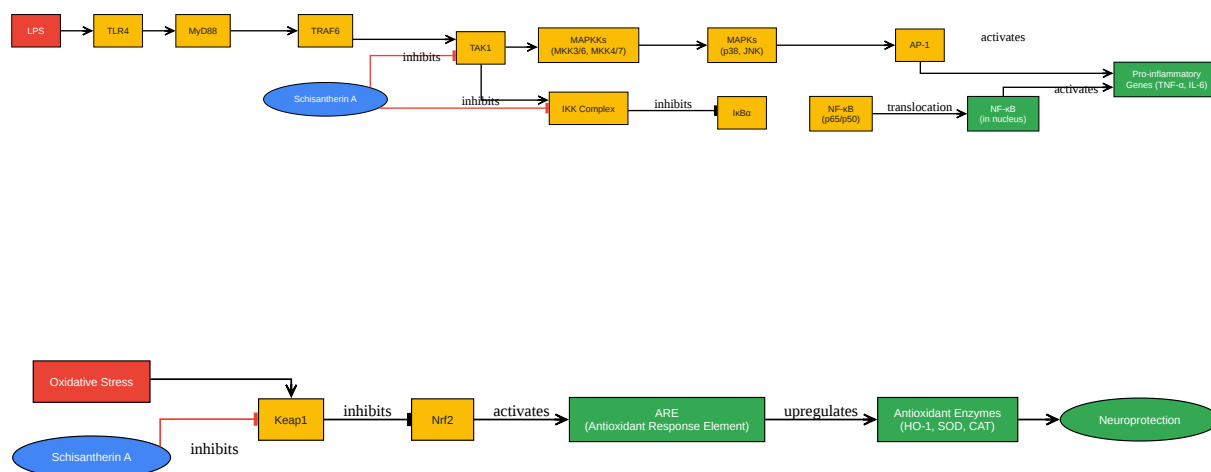 LPS
TLR4
MyD88
TRAF6
TAK1
MAPKKs
(MKK3/6, MKK4/7)
MAPKs
(p38, JNK)
AP-1
activates
Pro-inflammatory
Genes (TNF-α, IL-6)
inhibits
Schisantherin A
inhibits
IKK Complex
inhibits
IκBα
NF-κB
(p65/p50)
translocation
NF-κB
(in nucleus)
activates
Oxidative Stress
Schisantherin A
inhibits
Keap1
inhibits
Nrf2
activates
ARE
(Antioxidant Response Element)
upregulates
Antioxidant Enzymes
(HO-1, SOD, CAT)
Neuroprotection